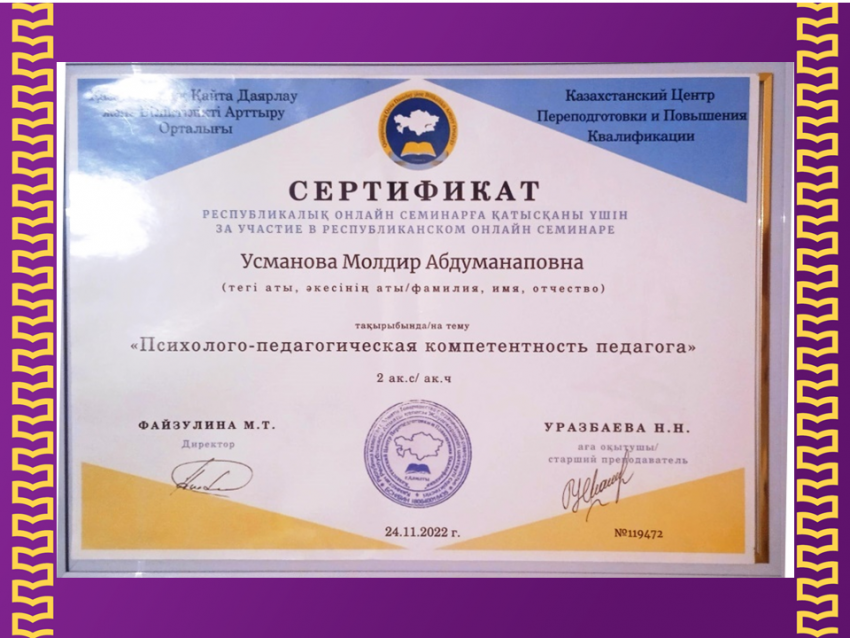 Қайта Даярлау
Біліктілікті Арттыру
Орталығы
Казахстанский Центр
Переподготовки и Повышения
Квалификации
СЕРТИФИКАТ
РЕСПУБЛИКАЛЫҚ ОНЛАЙН СЕМИНАРҒА ҚАТЫСҚАНЫ ҮШІН
ЗА УЧАСТИЕ В РЕСПУБЛИКАНСКОМ ОНЛАЙН СЕМИНАРЕ
Усманова Молдир Абдуманаповна
(тегі аты, әкесінің аты/фамилия, имя, отчество)
тақырыбында/на тему
«Психолого-педагогическая компетентность педагога»
2 ак.с/ ак.ч
ФАЙЗУЛИНА М.Т.
Директор
УРАЗБАЕВА Н.Н.
аға оқытушы/
старший преподаватель
24.11.2022 г.
№119472